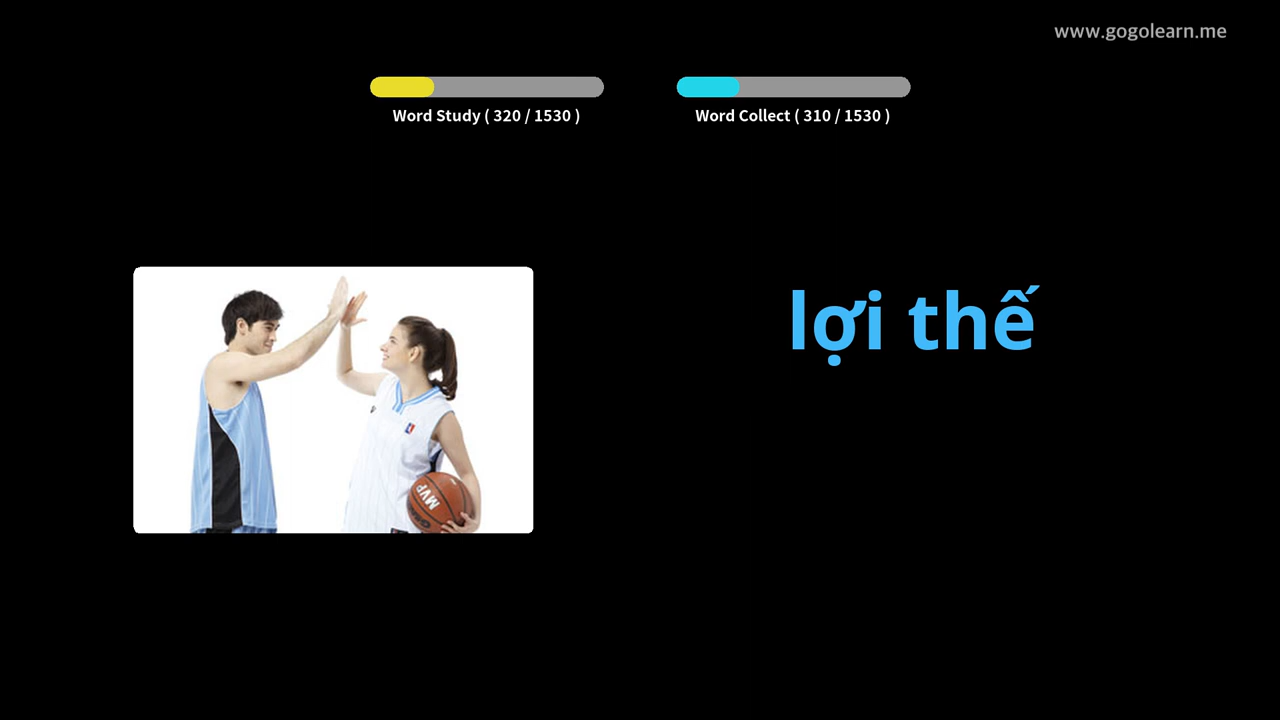 www.gogolearn.me
Word Study ( 320 / 1530 )
Word Collect ( 310 / 1530 )
lợi thế
MVP